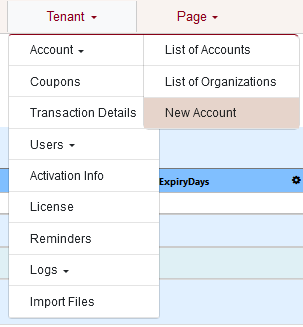 Tenant Page
Account List of Accounts
Coupons List of Organizations
Transaction Details New Account
Users
Activation Info ExpiryDays
License
Reminders
Logs
Import Files